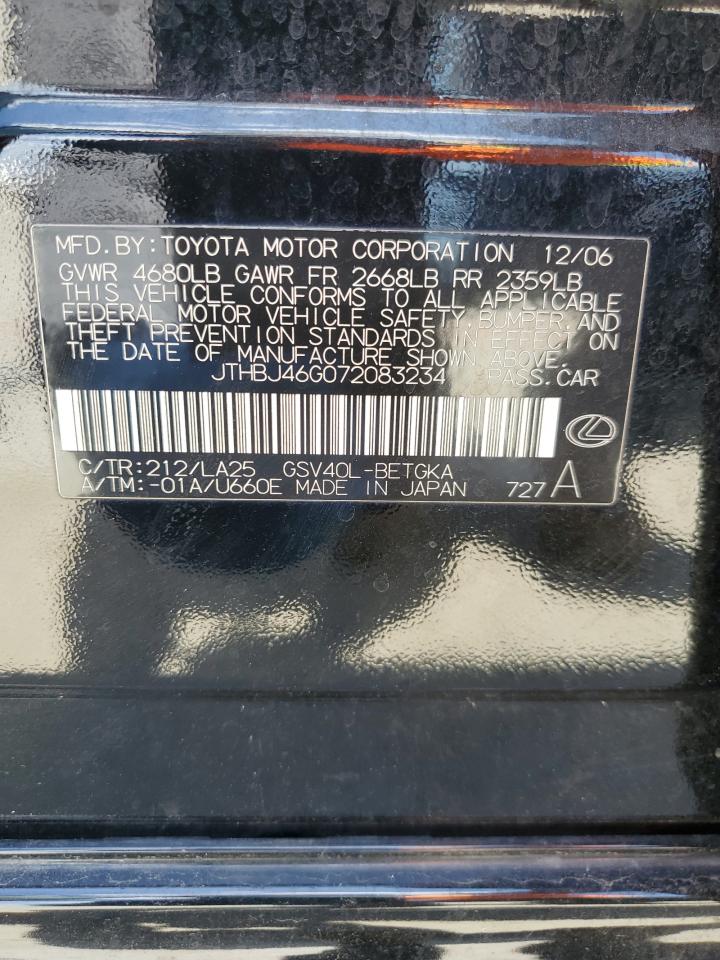 MFD.BY:TOYOTA MOTOR CORPORATION 12/06
GVWR 4680LB GAWR FR 2668LB RR 2359LB
THIS VEHICLE CONFORMS TO ALL APPLICABLE
FEDERAL MOTOR VEHICLE SAFETY,BUMPER,AND
THEFT PREVENTION STANDARDS IN EFFECT ON
THE DATE OF MANUFACTURE SHOWN ABOVE.
JTHBJ46G072083234 PASS.CAR
C/TR:212/LA25 GSV40L-BETGKA
A/TM:-01A/U660E MADE IN JAPAN 727 A